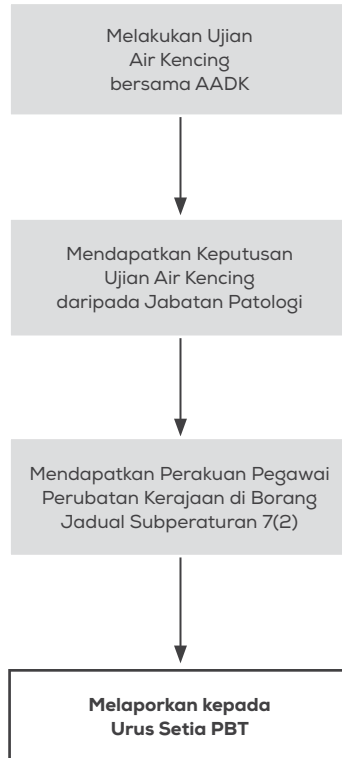 Melakukan Ujian
Air Kencing
bersama AADK
Mendapatkan Keputusan
Ujian Air Kencing
daripada Jabatan Patologi
Mendapatkan Perakuan Pegawai
Perubatan Kerajaan di Borang
Jadual Subperaturan 7(2)
Melaporkan kepada
Urus Setia PBT